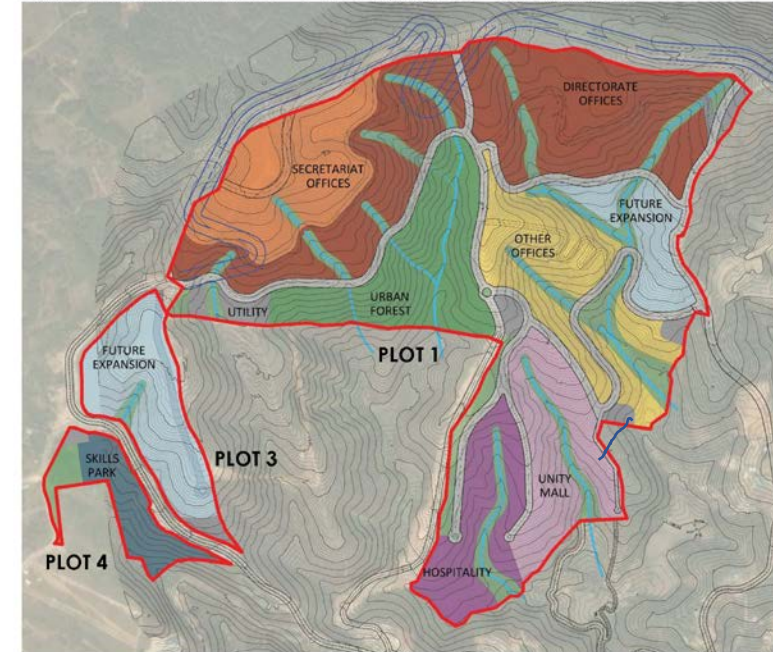 DIRECTORATE
OFFICES
SECRETARIAT
OFFICES
FUTURE
EXPANSION
OTHER
OFFICES
URBAN
FOREST
UTILITY
PLOT 1
FUTURE
EXPANSION
PLOT 3
SKILLS
PARK
UNITY
MALL
PLOT 4
HOSPITALITY